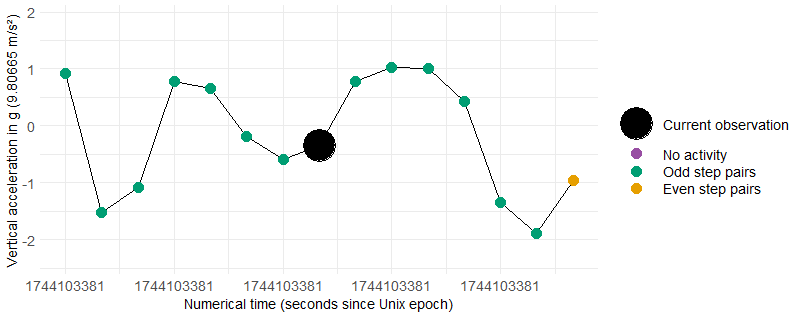 Vertical acceleration in g (9.80665 m/s²)
2
1
0
-1
-2
1744103381 1744103381 1744103381 1744103381 1744103381
Numerical time (seconds since Unix epoch)
Current observation
No activity
Odd step pairs
Even step pairs